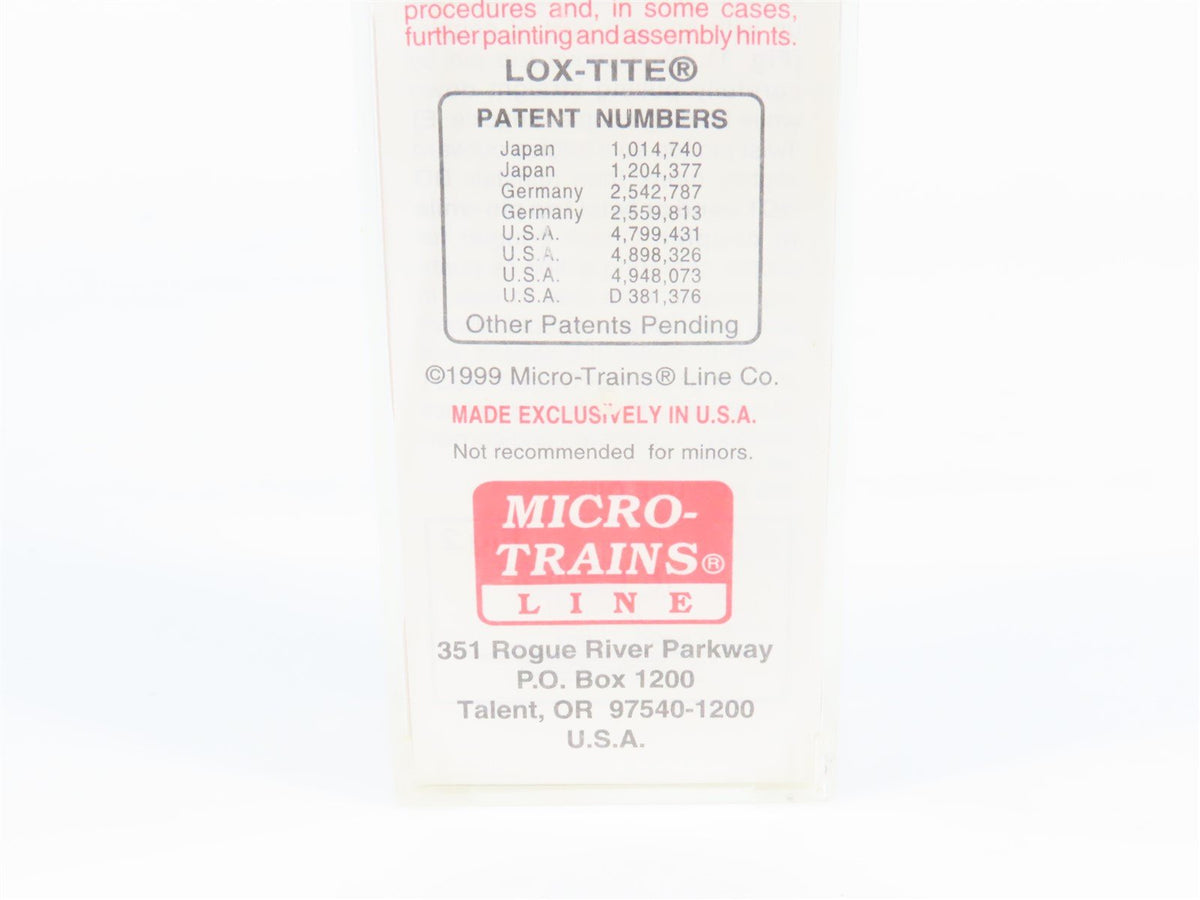 procedures and, in some cases,
further painting and assembly hints.
LOX-TITE®
PATENT NUMBERS
Japan 1,014,740
Japan 1,204,377
Germany 2,542,787
Germany 2,559,813
U.S.A. 4,799,431
U.S.A. 4,898,326
U.S.A. 4,948,073
U.S.A. D 381,376
Other Patents Pending
©1999 Micro-Trains® Line Co.
MADE EXCLUSIVELY IN U.S.A.
Not recommended for minors.
MICRO-
TRAINS®
LINE
351 Rogue River Parkway
P.O. Box 1200
Talent, OR 97540-1200
U.S.A.